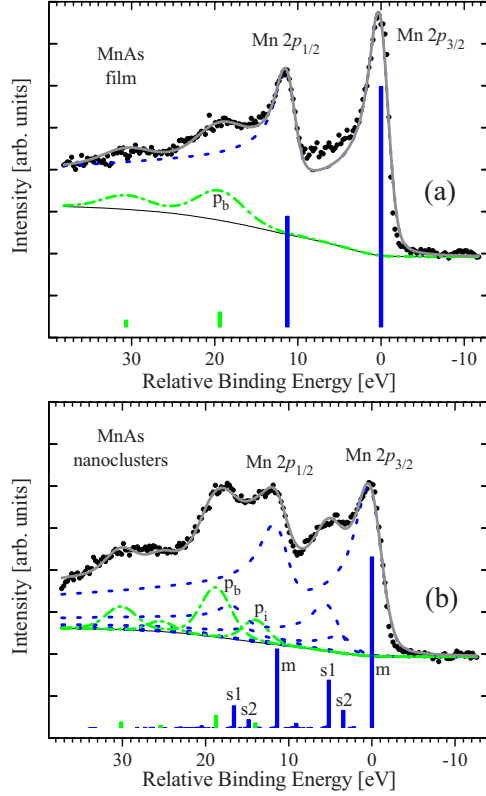 MnAs
film
Mn 2p1/2
Mn 2p3/2
Intensity [arb. units]
pb
(a)
30 20 10 0 -10
Relative Binding Energy [eV]
MnAs
nanoclusters
Mn 2p1/2
Mn 2p3/2
Intensity [arb. units]
pb
pi
(b)
s1
s2
m
s1
s2
m
30 20 10 0 -10
Relative Binding Energy [eV]